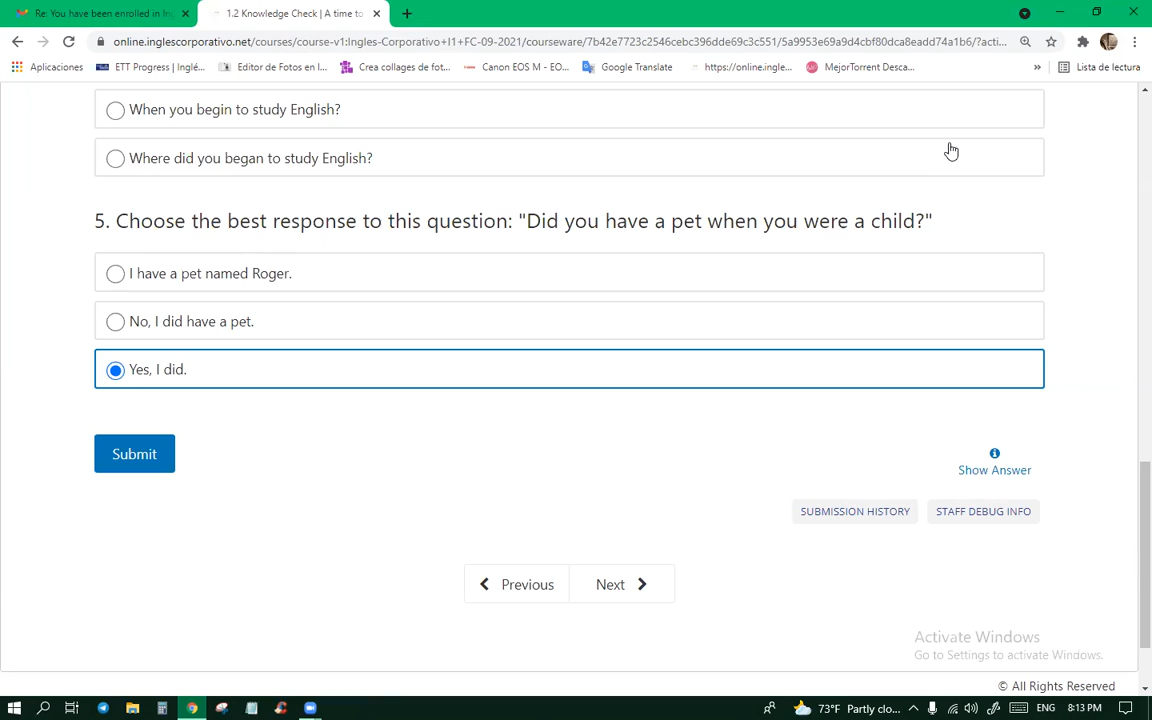 Re: You have been enrolled in Ing
1.2 Knowledge Check | A time to
online.inglescorporativo.net/courses/course-v1:Ingles-Corporativo+I1+FC-09-2021/courseware/7b42e7723c2546cebc396dde69c3c551/5a9953e69a9d4cbf80dca8eadd74a1b6/?acti...
Aplicaciones
ETT Progress | Inglé...
Editor de Fotos en l...
Crea collages de fot...
Canon EOS M - EO...
Google Translate
https://online.ingle...
MejorTorrent Desca...
»
Lista de lectura
When you begin to study English?
Where did you began to study English?
5. Choose the best response to this question: "Did you have a pet when you were a child?"
I have a pet named Roger.
No, I did have a pet.
Yes, I did.
Submit
Show Answer
SUBMISSION HISTORY
STAFF DEBUG INFO
Previous
Next
Activate Windows
Go to Settings to activate Windows.
© All Rights Reserved
73°F Partly clo...
ENG
8:13 PM